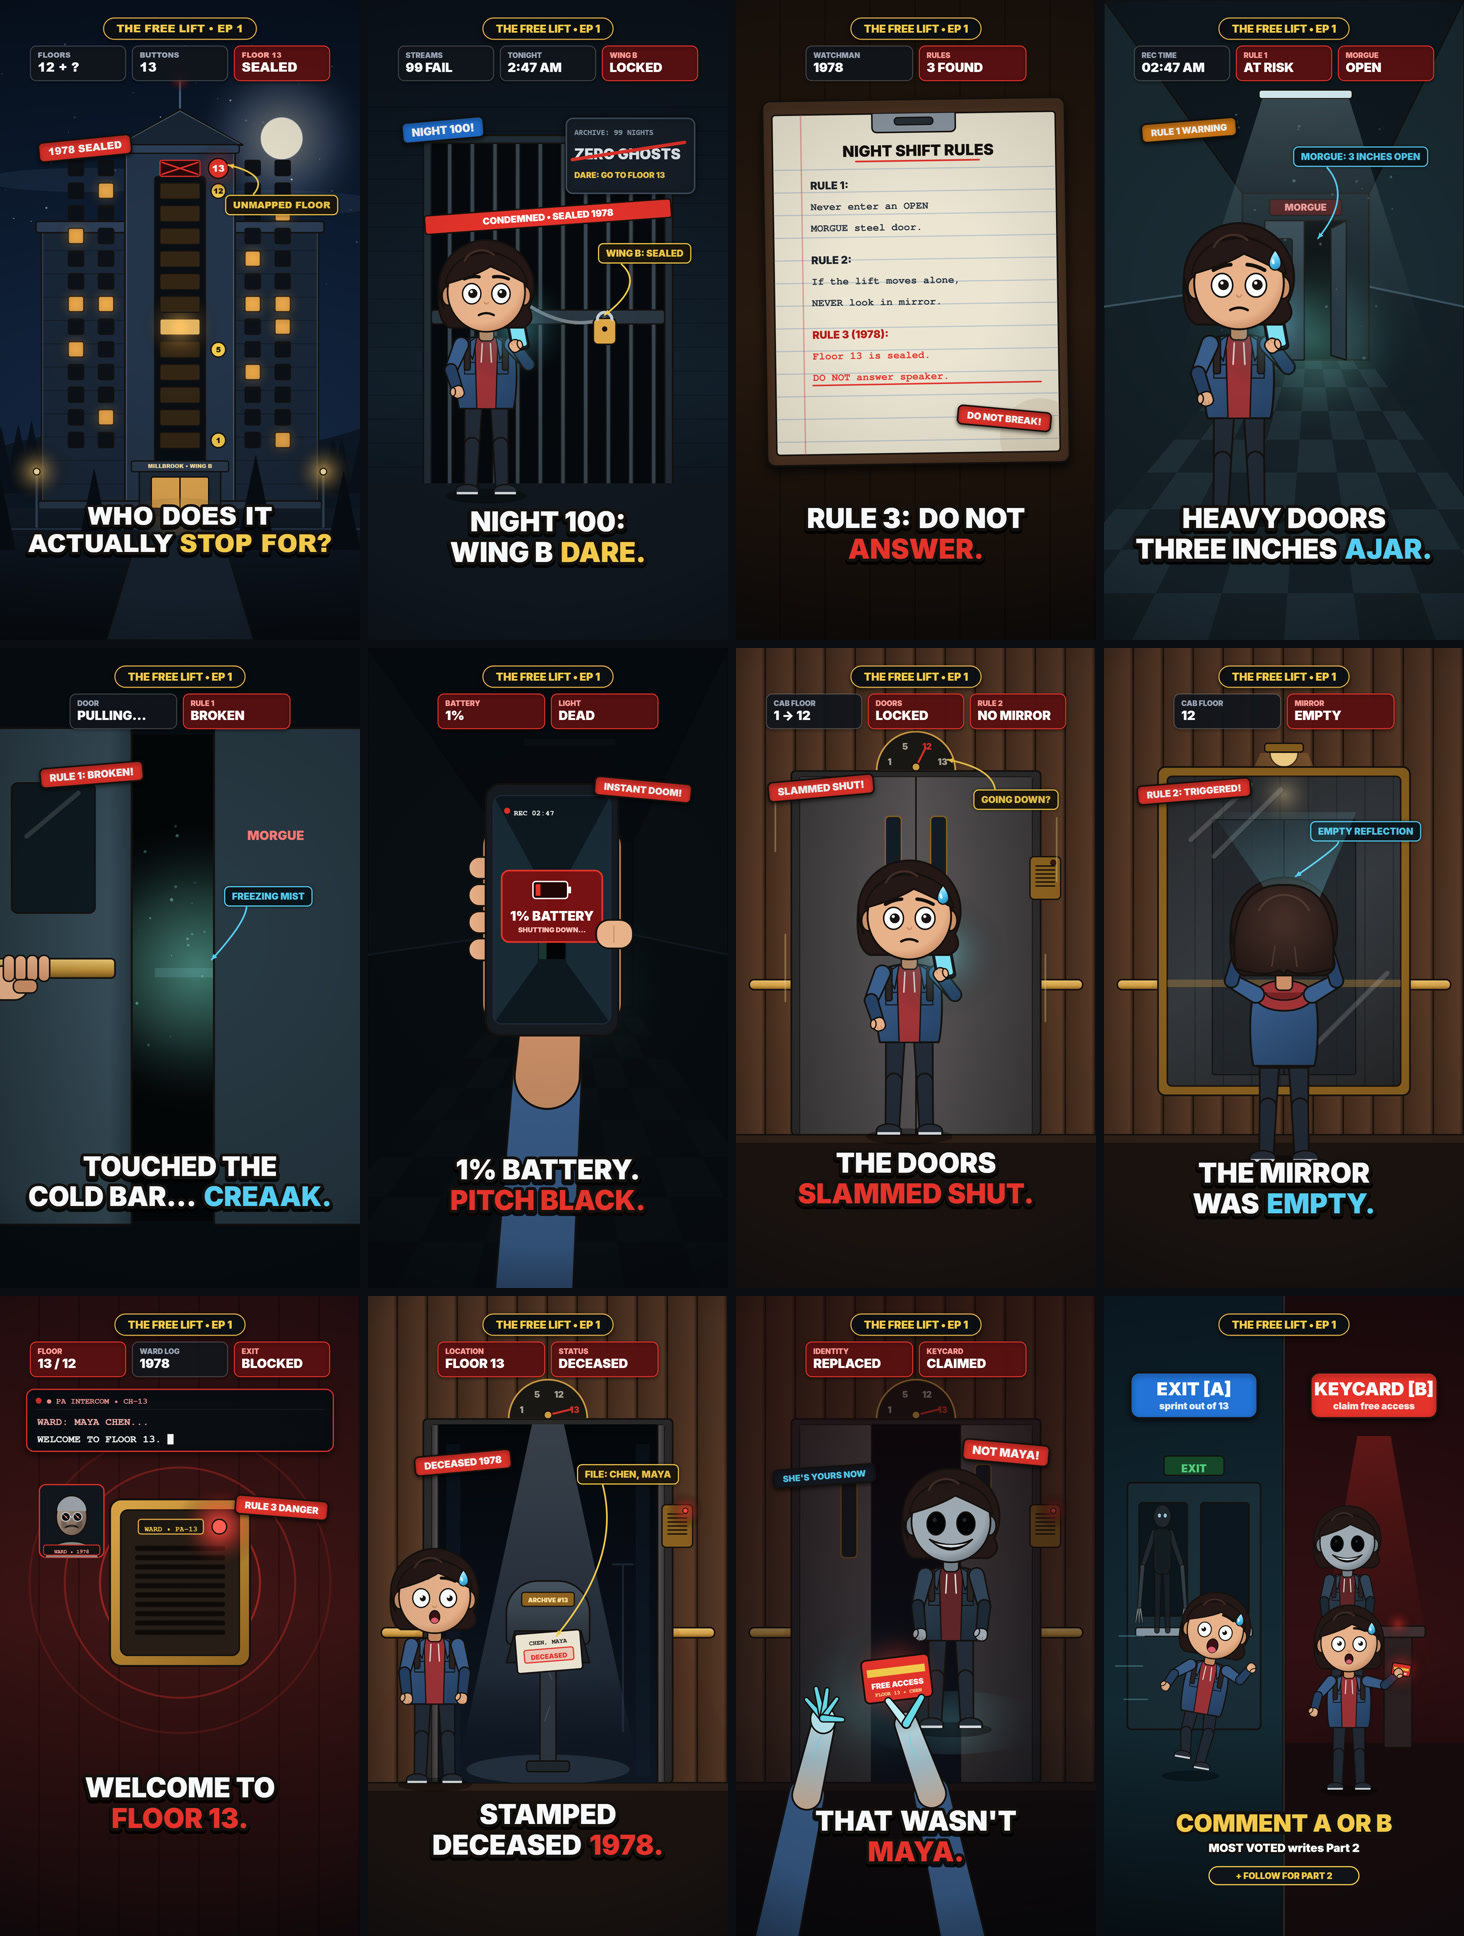 THE FREE LIFT • EP 1
FLOORS
12 + ?
BUTTONS
13
FLOOR 13
SEALED
1978 SEALED
13
12
UNMAPPED FLOOR
5
1
MILLBROOK • WING B
WHO DOES IT
ACTUALLY STOP FOR?
THE FREE LIFT • EP 1
STREAMS
99 FAIL
TONIGHT
2:47 AM
WING B
LOCKED
NIGHT 100!
ARCHIVE: 99 NIGHTS
ZERO GHOSTS
DARE: GO TO FLOOR 13
CONDEMNED • SEALED 1978
WING B: SEALED
NIGHT 100:
WING B DARE.
THE FREE LIFT • EP 1
WATCHMAN
1978
RULES
3 FOUND
NIGHT SHIFT RULES
RULE 1:
Never enter an OPEN
MORGUE steel door.
RULE 2:
If the lift moves alone,
NEVER look in mirror.
RULE 3 (1978):
Floor 13 is sealed.
DO NOT answer speaker.
DO NOT BREAK!
RULE 3: DO NOT
ANSWER.
THE FREE LIFT • EP 1
REC TIME
02:47 AM
RULE 1
AT RISK
MORGUE
OPEN
RULE 1 WARNING
MORGUE: 3 INCHES OPEN
MORGUE
HEAVY DOORS
THREE INCHES AJAR.
THE FREE LIFT • EP 1
DOOR
PULLING...
RULE 1
BROKEN
RULE 1: BROKEN!
MORGUE
FREEZING MIST
TOUCHED THE
COLD BAR... CREAAK.
THE FREE LIFT • EP 1
BATTERY
1%
LIGHT
DEAD
INSTANT DOOM!
REC 02:47
1% BATTERY
SHUTTING DOWN...
1% BATTERY.
PITCH BLACK.
THE FREE LIFT • EP 1
CAB FLOOR
1 → 12
DOORS
LOCKED
RULE 2
NO MIRROR
1 5 12 13
SLAMMED SHUT!
GOING DOWN?
THE DOORS
SLAMMED SHUT.
THE FREE LIFT • EP 1
CAB FLOOR
12
MIRROR
EMPTY
RULE 2: TRIGGERED!
EMPTY REFLECTION
THE MIRROR
WAS EMPTY.
THE FREE LIFT • EP 1
FLOOR
13 / 12
WARD LOG
1978
EXIT
BLOCKED
● PA INTERCOM • CH-13
WARD: MAYA CHEN...
WELCOME TO FLOOR 13.
WARD • 1978
WARD • PA-13
RULE 3 DANGER
WELCOME TO
FLOOR 13.
THE FREE LIFT • EP 1
LOCATION
FLOOR 13
STATUS
DECEASED
1 5 12 13
DECEASED 1978
FILE: CHEN, MAYA
ARCHIVE #13
CHEN, MAYA
DECEASED
STAMPED
DECEASED 1978.
THE FREE LIFT • EP 1
IDENTITY
REPLACED
KEYCARD
CLAIMED
1 5 12 13
NOT MAYA!
SHE'S YOURS NOW
FREE ACCESS
FLOOR 13 • CHEN
THAT WASN'T
MAYA.
THE FREE LIFT • EP 1
EXIT [A]
sprint out of 13
KEYCARD [B]
claim free access
EXIT
COMMENT A OR B
MOST VOTED writes Part 2
+ FOLLOW FOR PART 2